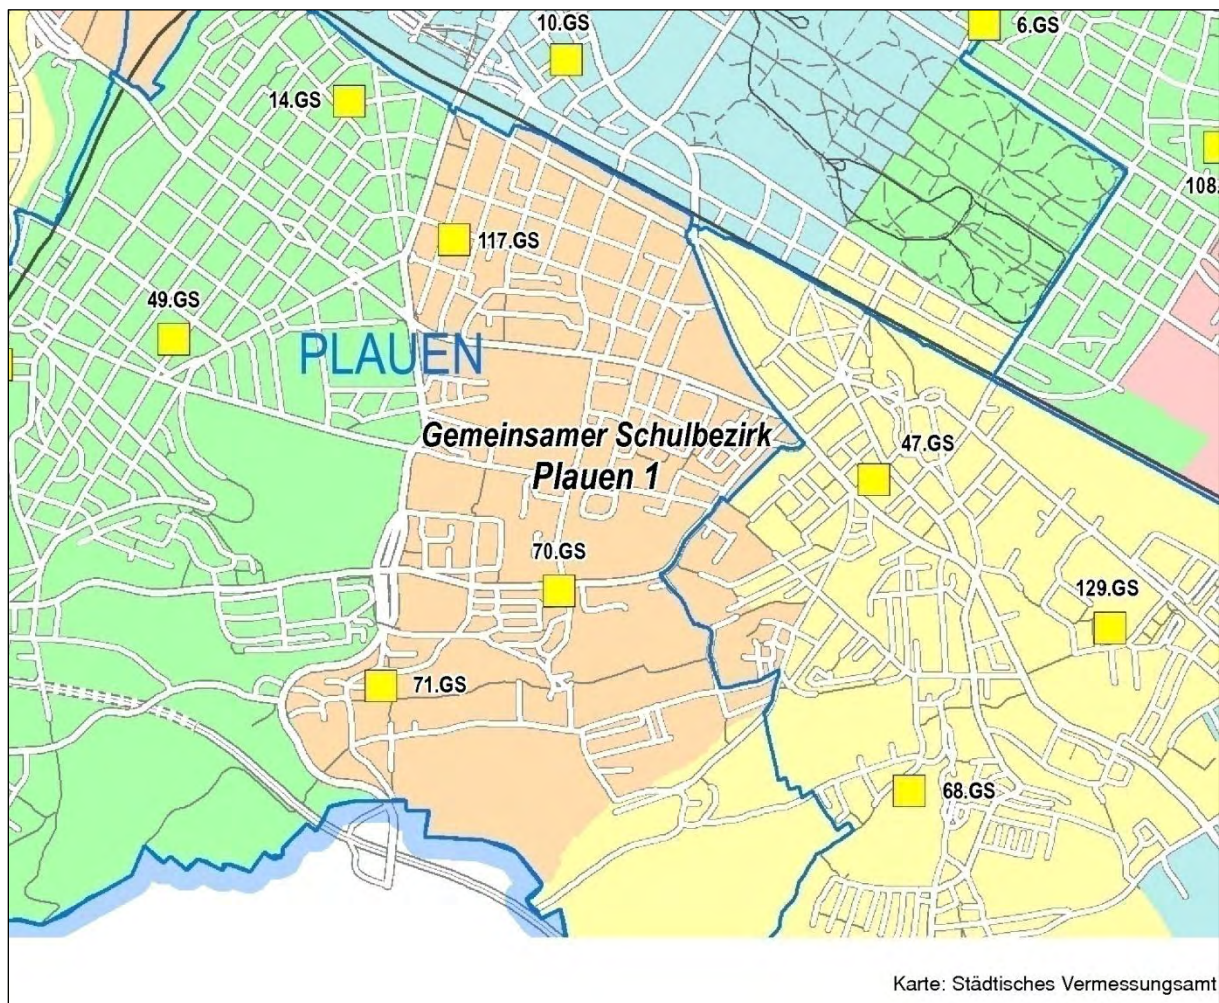 10.GS
6.GS
14.GS
108.
117.GS
49.GS
PLAUEN
Gemeinsamer Schulbezirk
Plauen 1
47.GS
70.GS
129.GS
71.GS
68.GS
Karte: Städtisches Vermessungsamt